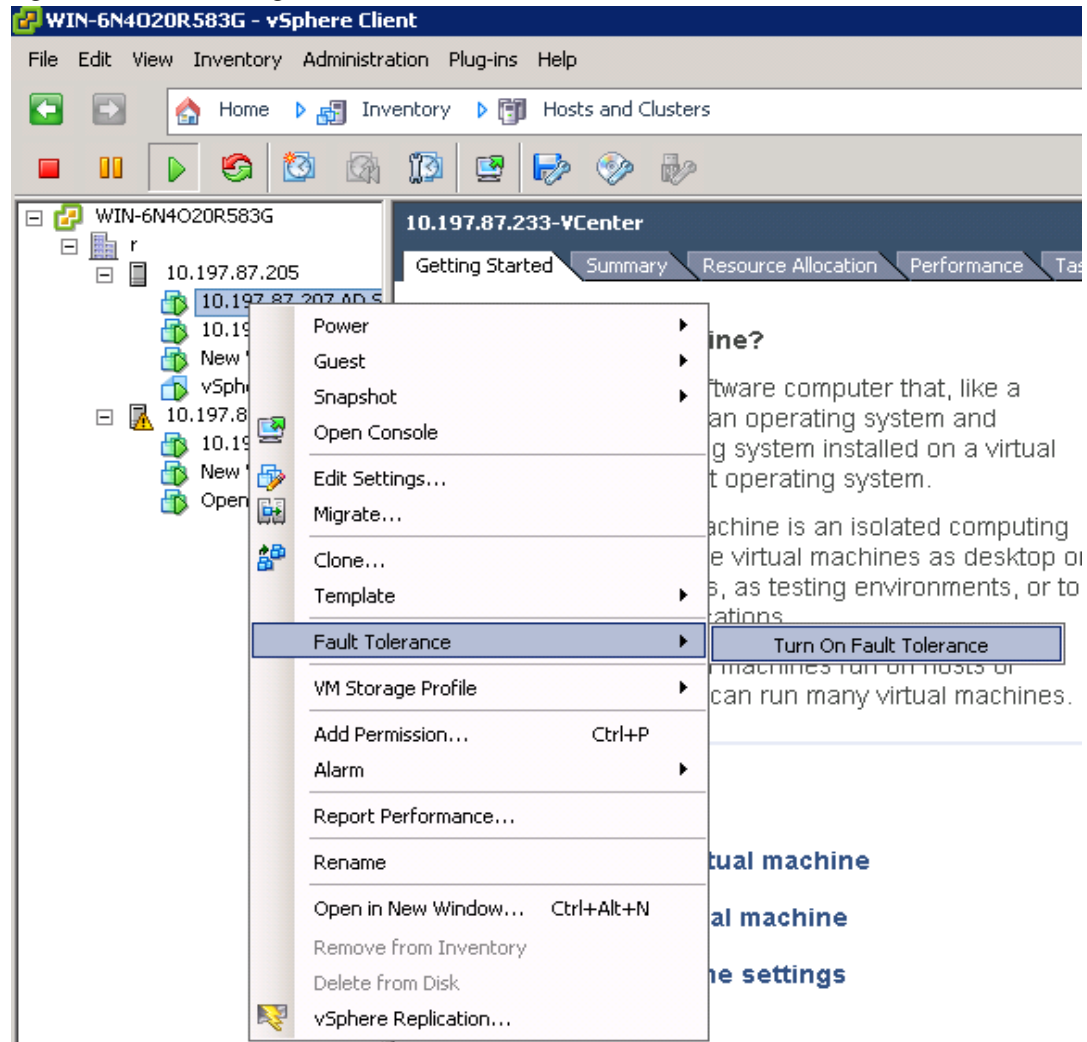 WIN-6N4O20R583G - vSphere Client
File Edit View Inventory Administration Plug-ins Help
Home Inventory Hosts and Clusters
WIN-6N4O20R583G
r
10.197.87.205
10.197.87.207 AD S
10.19
New
vSph
10.197.8
10.19
New
Open
10.197.87.233-VCenter
Getting Started Summary Resource Allocation Performance Tas
ine?
ftware computer that, like a
an operating system and
g system installed on a virtual
t operating system.
achine is an isolated computing
e virtual machines as desktop or
s, as testing environments, or to
cations.
machines run on hosts or
can run many virtual machines.
tual machine
al machine
ne settings
Power
Guest
Snapshot
Open Console
Edit Settings...
Migrate...
Clone...
Template
Fault Tolerance
Turn On Fault Tolerance
VM Storage Profile
Add Permission... Ctrl+P
Alarm
Report Performance...
Rename
Open in New Window... Ctrl+Alt+N
Remove from Inventory
Delete from Disk
vSphere Replication...